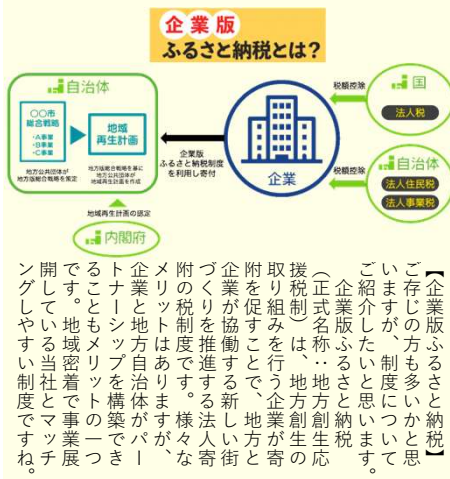 企業版
ふるさと納税とは?
自治体
〇〇市
総合戦略
・A事業
・B事業
・C事業
地域
再生計画
地方公共団体が
地方版総合戦略を策定
地方版総合戦略を基に
地方公共団体が
地域再生計画を作成
地域再生計画の認定
内閣府
企業版
ふるさと納税制度
を利用し寄付
企業
税額控除
国
法人税
税額控除
自治体
法人住民税
法人事業税
【企業版ふるさと納税】
ご存じの方も多いかと思
いますが、制度について
ご紹介したいと思います。
企業版ふるさと納税
(正式名称:地方創生応
援税制)は、地方創生の
取り組みを行う企業が寄
附を促すことで、地方と
企業が協働する新しい街
づくりを推進する法人寄
附の税制度です。様々な
メリットはありますが、
企業と地方自治体がパー
トナーシップを構築でき
ることもメリットの一つ
です。地域密着で事業展
開している当社とマッチ
ングしやすい制度ですね。